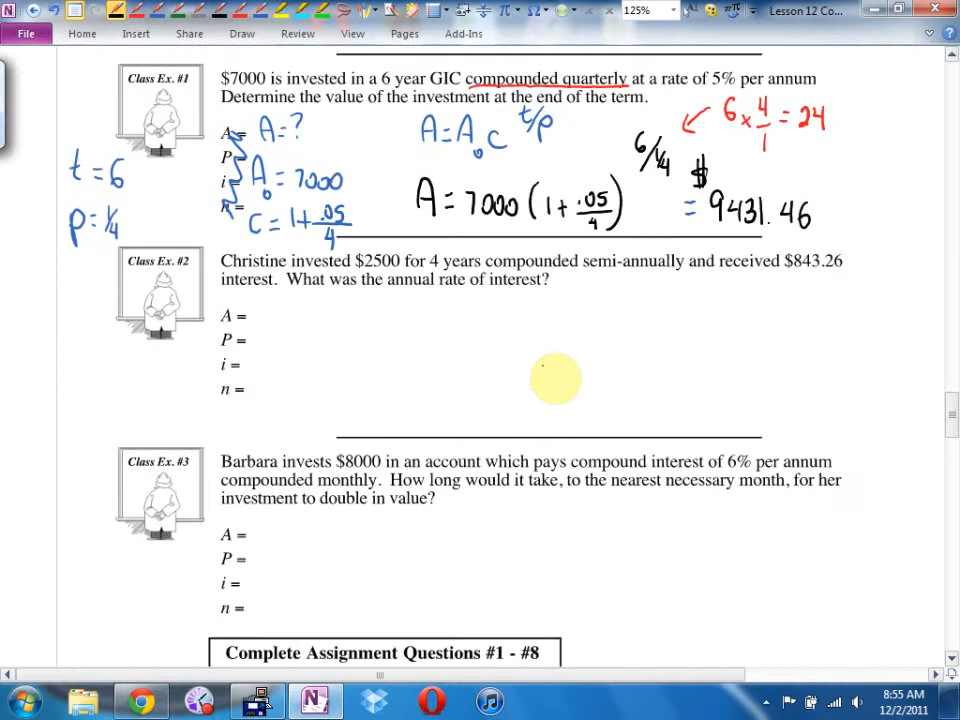 125%
Lesson 12 Co...
File
Home
Insert
Share
Draw
Review
View
Pages
Add-Ins
Class Ex. #1
$7000 is invested in a 6 year GIC compounded quarterly at a rate of 5% per annum
Determine the value of the investment at the end of the term.
A =
P =
i =
n =
t = 6
p = 1/4
A = ?
A₀ = 7000
C = 1 + .05/4
A = A₀ C t/p
6 × 4/1 = 24
A = 7000 (1 + .05/4) 6/1/4
= $9431.46
Class Ex. #2
Christine invested $2500 for 4 years compounded semi-annually and received $843.26
interest. What was the annual rate of interest?
A =
P =
i =
n =
Class Ex. #3
Barbara invests $8000 in an account which pays compound interest of 6% per annum
compounded monthly. How long would it take, to the nearest necessary month, for her
investment to double in value?
A =
P =
i =
n =
Complete Assignment Questions #1 - #8
8:55 AM
12/2/2011